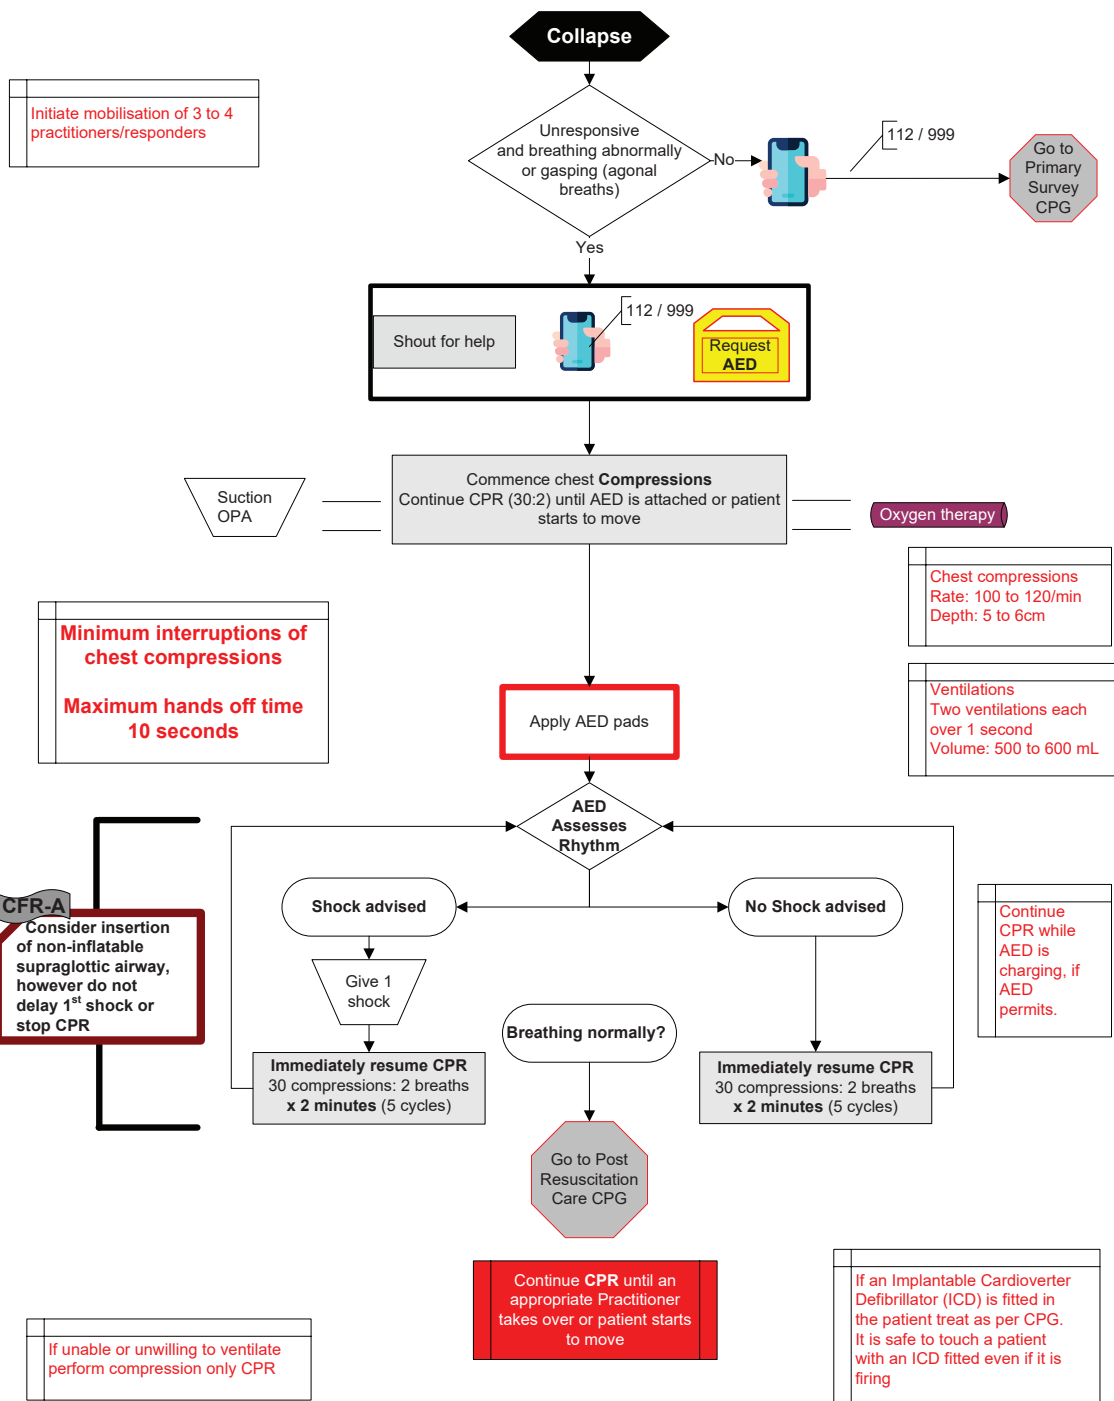 Collapse
Initiate mobilisation of 3 to 4
practitioners/responders
Unresponsive
and breathing abnormally
or gasping (agonal
breaths)
No
112 / 999
Go to
Primary
Survey
CPG
Yes
Shout for help
112 / 999
Request
AED
Suction
OPA
Commence chest Compressions
Continue CPR (30:2) until AED is attached or patient
starts to move
Oxygen therapy
Chest compressions
Rate: 100 to 120/min
Depth: 5 to 6cm
Minimum interruptions of
chest compressions
Maximum hands off time
10 seconds
Ventilations
Two ventilations each
over 1 second
Volume: 500 to 600 mL
Apply AED pads
AED
Assesses
Rhythm
CFR-A
Consider insertion
of non-inflatable
supraglottic airway,
however do not
delay 1st shock or
stop CPR
Shock advised
No Shock advised
Continue
CPR while
AED is
charging, if
AED
permits.
Give 1
shock
Breathing normally?
Immediately resume CPR
30 compressions: 2 breaths
x 2 minutes (5 cycles)
Immediately resume CPR
30 compressions: 2 breaths
x 2 minutes (5 cycles)
Go to Post
Resuscitation
Care CPG
Continue CPR until an
appropriate Practitioner
takes over or patient starts
to move
If an Implantable Cardioverter
Defibrillator (ICD) is fitted in
the patient treat as per CPG.
It is safe to touch a patient
with an ICD fitted even if it is
firing
If unable or unwilling to ventilate
perform compression only CPR